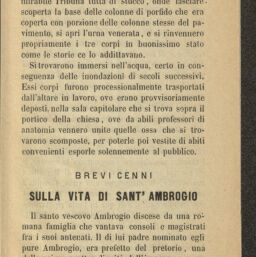 mirabile Tribuna tutta di stucco, onde lasciare
scoperta la base delle colonne di porfido che era
coperta con porzione delle colonne stesse del pa-
vimento, si aprì l'urna venerata, e si rinvennero
propriamente i tre corpi in buonissimo stato
come le storie ce lo additavano.
Si trovarono immersi nell'acqua, certo in con-
seguenza delle inondazioni di secoli successivi.
Essi corpi furono processionalmente trasportati
dall'altare in lavoro, ove erano provvisoriamente
deposti, nella sala capitolare che si trova sopra il
portico della chiesa, ove da abili professori di
anatomia vennero unite quelle ossa che si tro-
varono scomposte, per poterle poi vestite di abiti
convenienti esporle solennemente al pubblico.
BREVI CENNI
SULLA VITA DI SANT'AMBROGIO
Il santo vescovo Ambrogio discese da una ro-
mana famiglia che vantava consoli e magistrati
fra i suoi antenati. Il di lui padre nominato egli
pure Ambrogio, era prefetto del pretorio, una